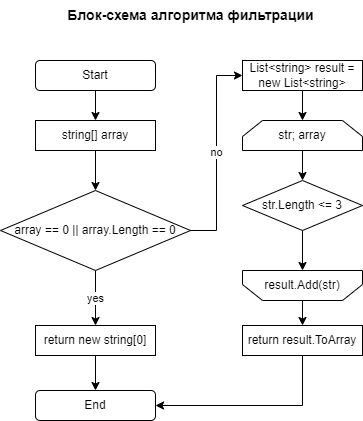 Блок-схема алгоритма фильтрации
Start
string[] array
array == 0 || array.Length == 0
no
yes
return new string[0]
End
List<string> result =
new List<string>
str; array
str.Length <= 3
result.Add(str)
return result.ToArray